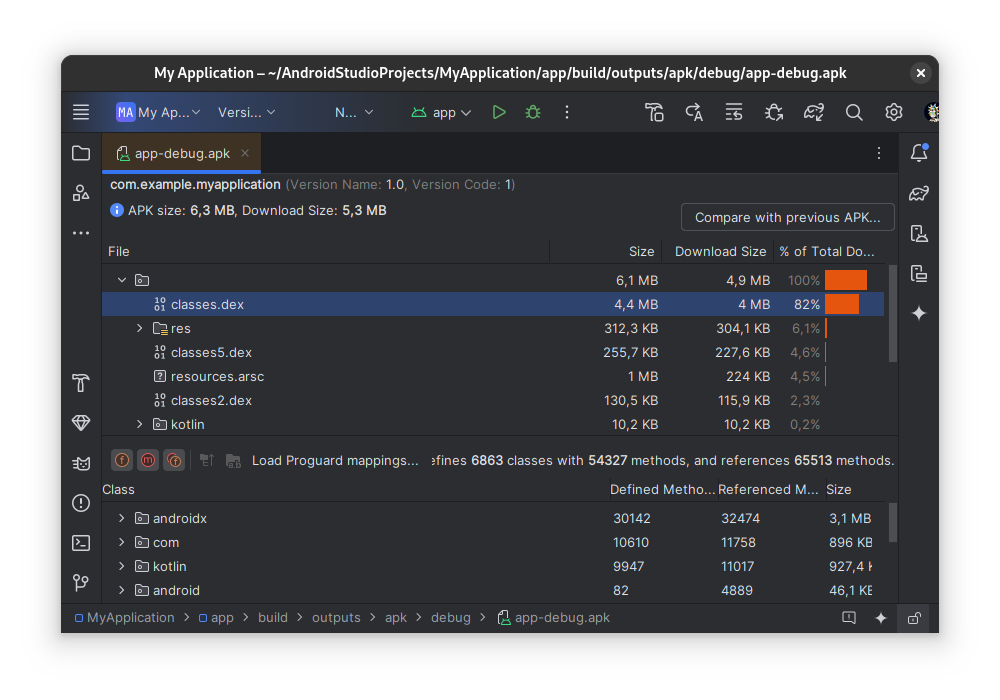 My Application – ~/AndroidStudioProjects/MyApplication/app/build/outputs/apk/debug/app-debug.apk
MA My Ap... Versi... N... app
app-debug.apk
com.example.myapplication (Version Name: 1.0, Version Code: 1)
APK size: 6,3 MB, Download Size: 5,3 MB
Compare with previous APK...
File Size Download Size % of Total Do...
6,1 MB 4,9 MB 100%
classes.dex 4,4 MB 4 MB 82%
res 312,3 KB 304,1 KB 6,1%
classes5.dex 255,7 KB 227,6 KB 4,6%
resources.arsc 1 MB 224 KB 4,5%
classes2.dex 130,5 KB 115,9 KB 2,3%
kotlin 10,2 KB 10,2 KB 0,2%
Load Proguard mappings... efines 6863 classes with 54327 methods, and references 65513 methods.
Class Defined Metho... Referenced M... Size
androidx 30142 32474 3,1 MB
com 10610 11758 896 KB
kotlin 9947 11017 927,4
android 82 4889 46,1 KB
MyApplication > app > build > outputs > apk > debug > app-debug.apk